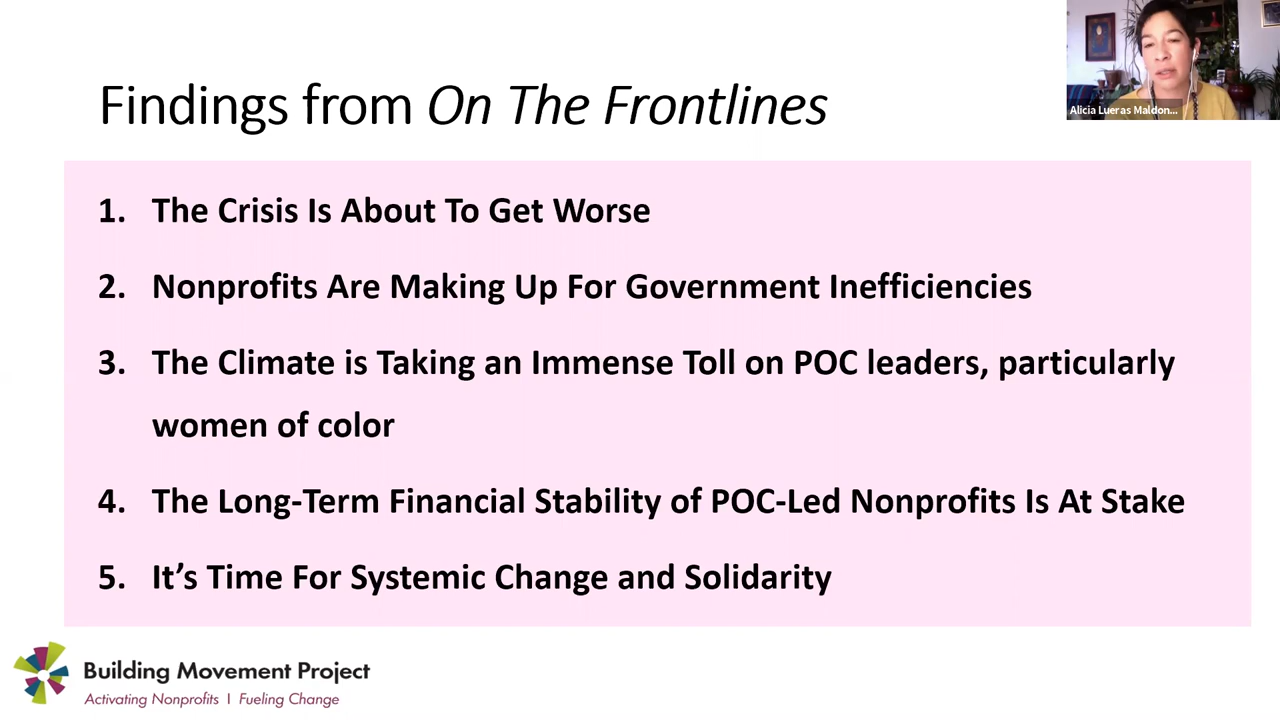 Findings from On The Frontlines
Alicia Lueras Maldon...
1. The Crisis Is About To Get Worse
2. Nonprofits Are Making Up For Government Inefficiencies
3. The Climate is Taking an Immense Toll on POC leaders, particularly
women of color
4. The Long-Term Financial Stability of POC-Led Nonprofits Is At Stake
5. It’s Time For Systemic Change and Solidarity
Building Movement Project
Activating Nonprofits | Fueling Change